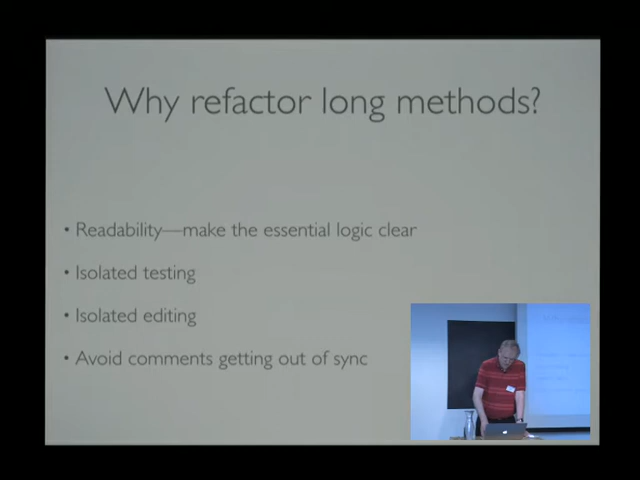 Why refactor long methods?
• Readability—make the essential logic clear
• Isolated testing
• Isolated editing
• Avoid comments getting out of sync